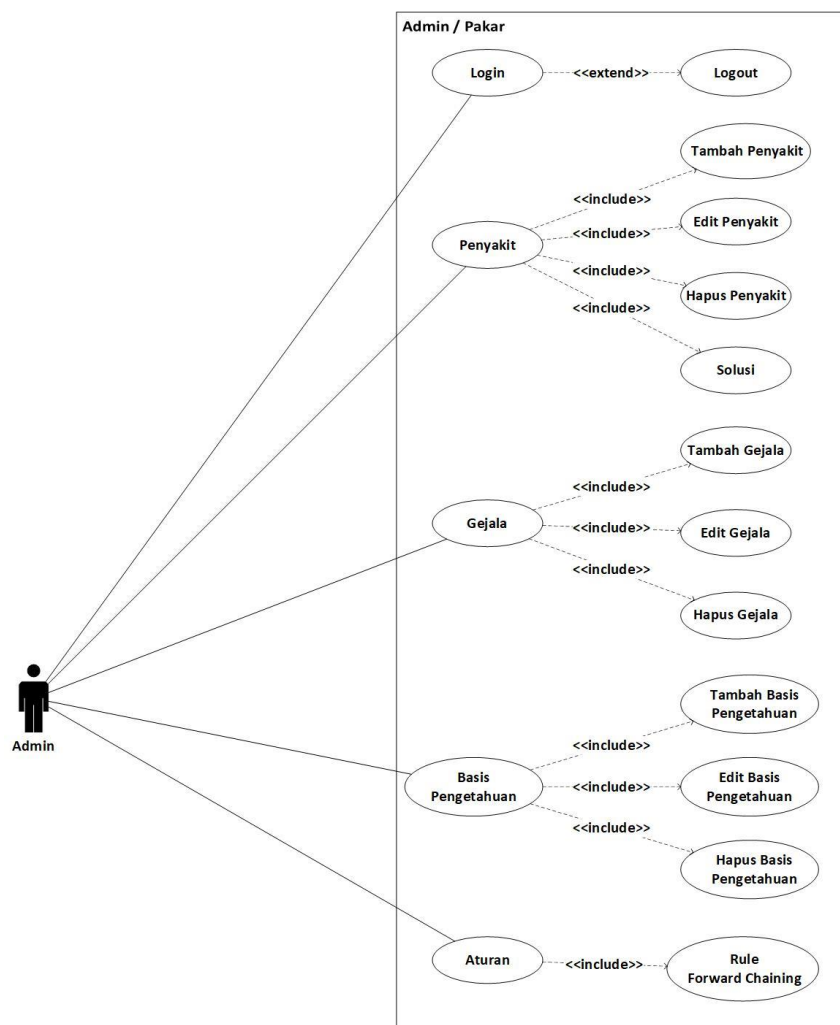 Admin / Pakar
Login
<<extend>>
Logout
Tambah Penyakit
<<include>>
Edit Penyakit
<<include>>
Penyakit
<<include>>
Hapus Penyakit
<<include>>
Solusi
Tambah Gejala
<<include>>
Gejala
<<include>>
Edit Gejala
<<include>>
Hapus Gejala
Admin
Tambah Basis
Pengetahuan
<<include>>
Basis
Pengetahuan
<<include>>
Edit Basis
Pengetahuan
<<include>>
Hapus Basis
Pengetahuan
Aturan
<<include>>
Rule
Forward Chaining